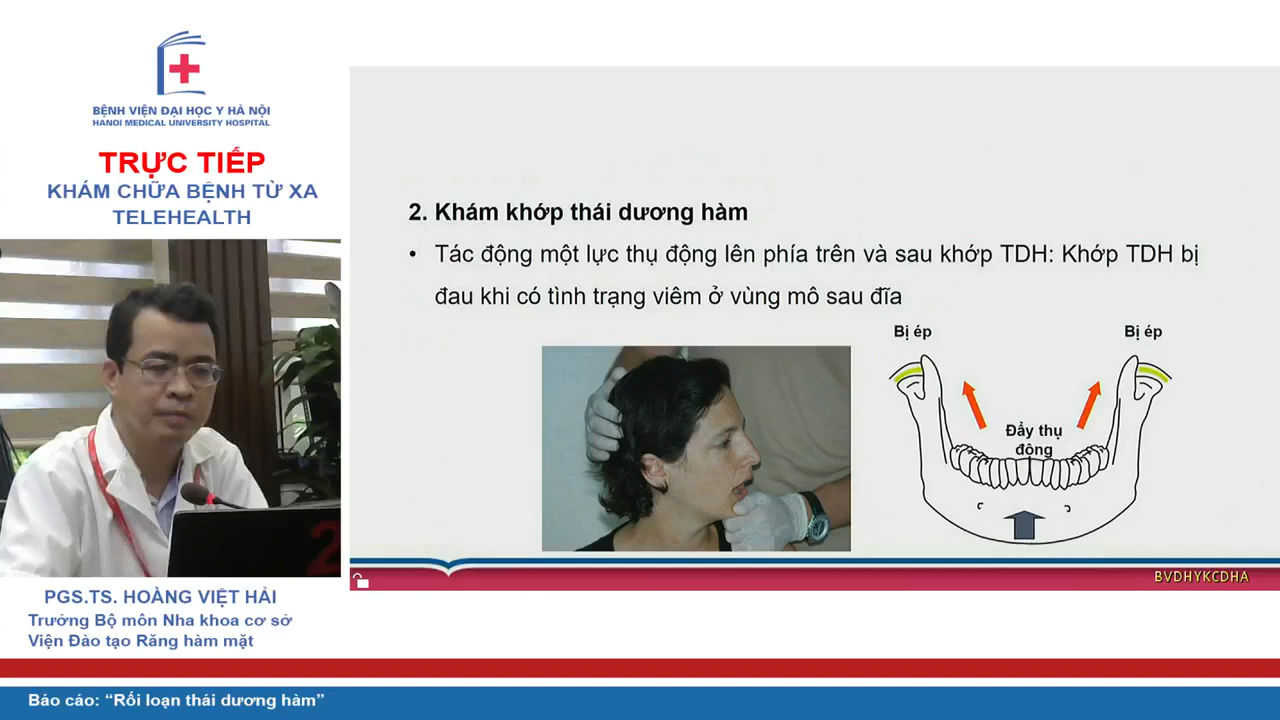 BỆNH VIỆN ĐẠI HỌC Y HÀ NỘI
HANOI MEDICAL UNIVERSITY HOSPITAL
TRỰC TIẾP
KHÁM CHỮA BỆNH TỪ XA
TELEHEALTH
2. Khám khớp thái dương hàm
• Tác động một lực thụ động lên phía trên và sau khớp TDH: Khớp TDH bị
đau khi có tình trạng viêm ở vùng mô sau đĩa
Bị ép
Bị ép
Đẩy thụ
động
BVDHYKCDHA
2
PGS.TS. HOÀNG VIỆT HẢI
Trưởng Bộ môn Nha khoa cơ sở
Viện Đào tạo Răng hàm mặt
Báo cáo: “Rối loạn thái dương hàm”